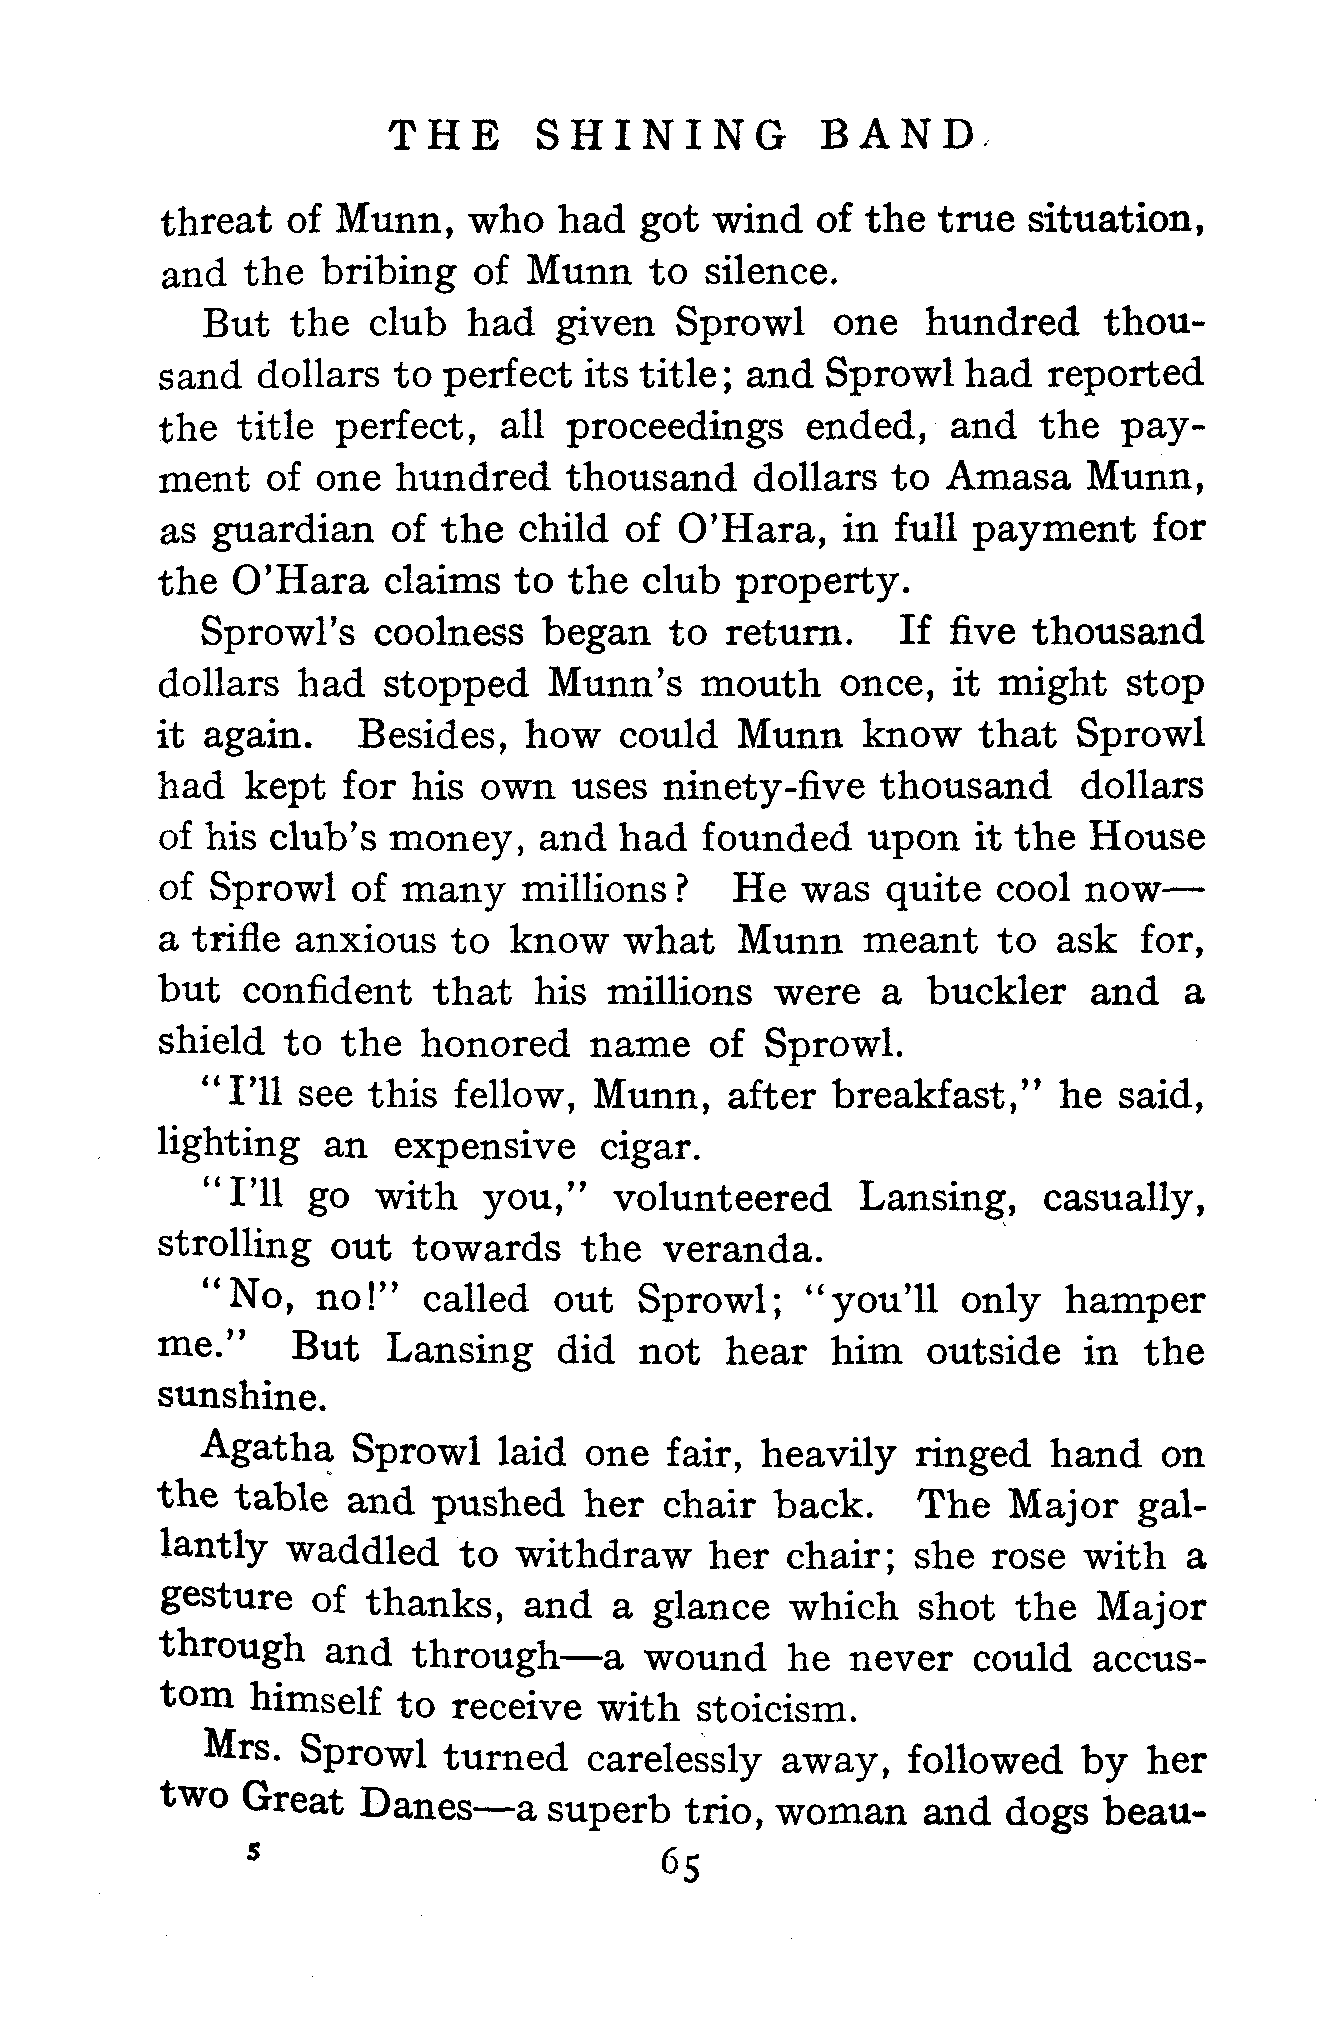 THE SHINING BAND
threat of Munn, who had got wind of the true situation,
and the bribing of Munn to silence.
But the club had given Sprowl one hundred thou-
sand dollars to perfect its title; and Sprowl had reported
the title perfect, all proceedings ended, and the pay-
ment of one hundred thousand dollars to Amasa Munn,
as guardian of the child of O'Hara, in full payment for
the O'Hara claims to the club property.
Sprowl's coolness began to return. If five thousand
dollars had stopped Munn's mouth once, it might stop
it again. Besides, how could Munn know that Sprowl
had kept for his own uses ninety-five thousand dollars
of his club's money, and had founded upon it the House
of Sprowl of many millions? He was quite cool now—
a trifle anxious to know what Munn meant to ask for,
but confident that his millions were a buckler and a
shield to the honored name of Sprowl.
"I'll see this fellow, Munn, after breakfast," he said,
lighting an expensive cigar.
"I'll go with you," volunteered Lansing, casually,
strolling out towards the veranda.
"No, no!" called out Sprowl; "you'll only hamper
me." But Lansing did not hear him outside in the
sunshine.
Agatha Sprowl laid one fair, heavily ringed hand on
the table and pushed her chair back. The Major gal-
lantly waddled to withdraw her chair; she rose with a
gesture of thanks, and a glance which shot the Major
through and through—a wound he never could accus-
tom himself to receive with stoicism.
Mrs. Sprowl turned carelessly away, followed by her
two Great Danes—a superb trio, woman and dogs beau-
5 65